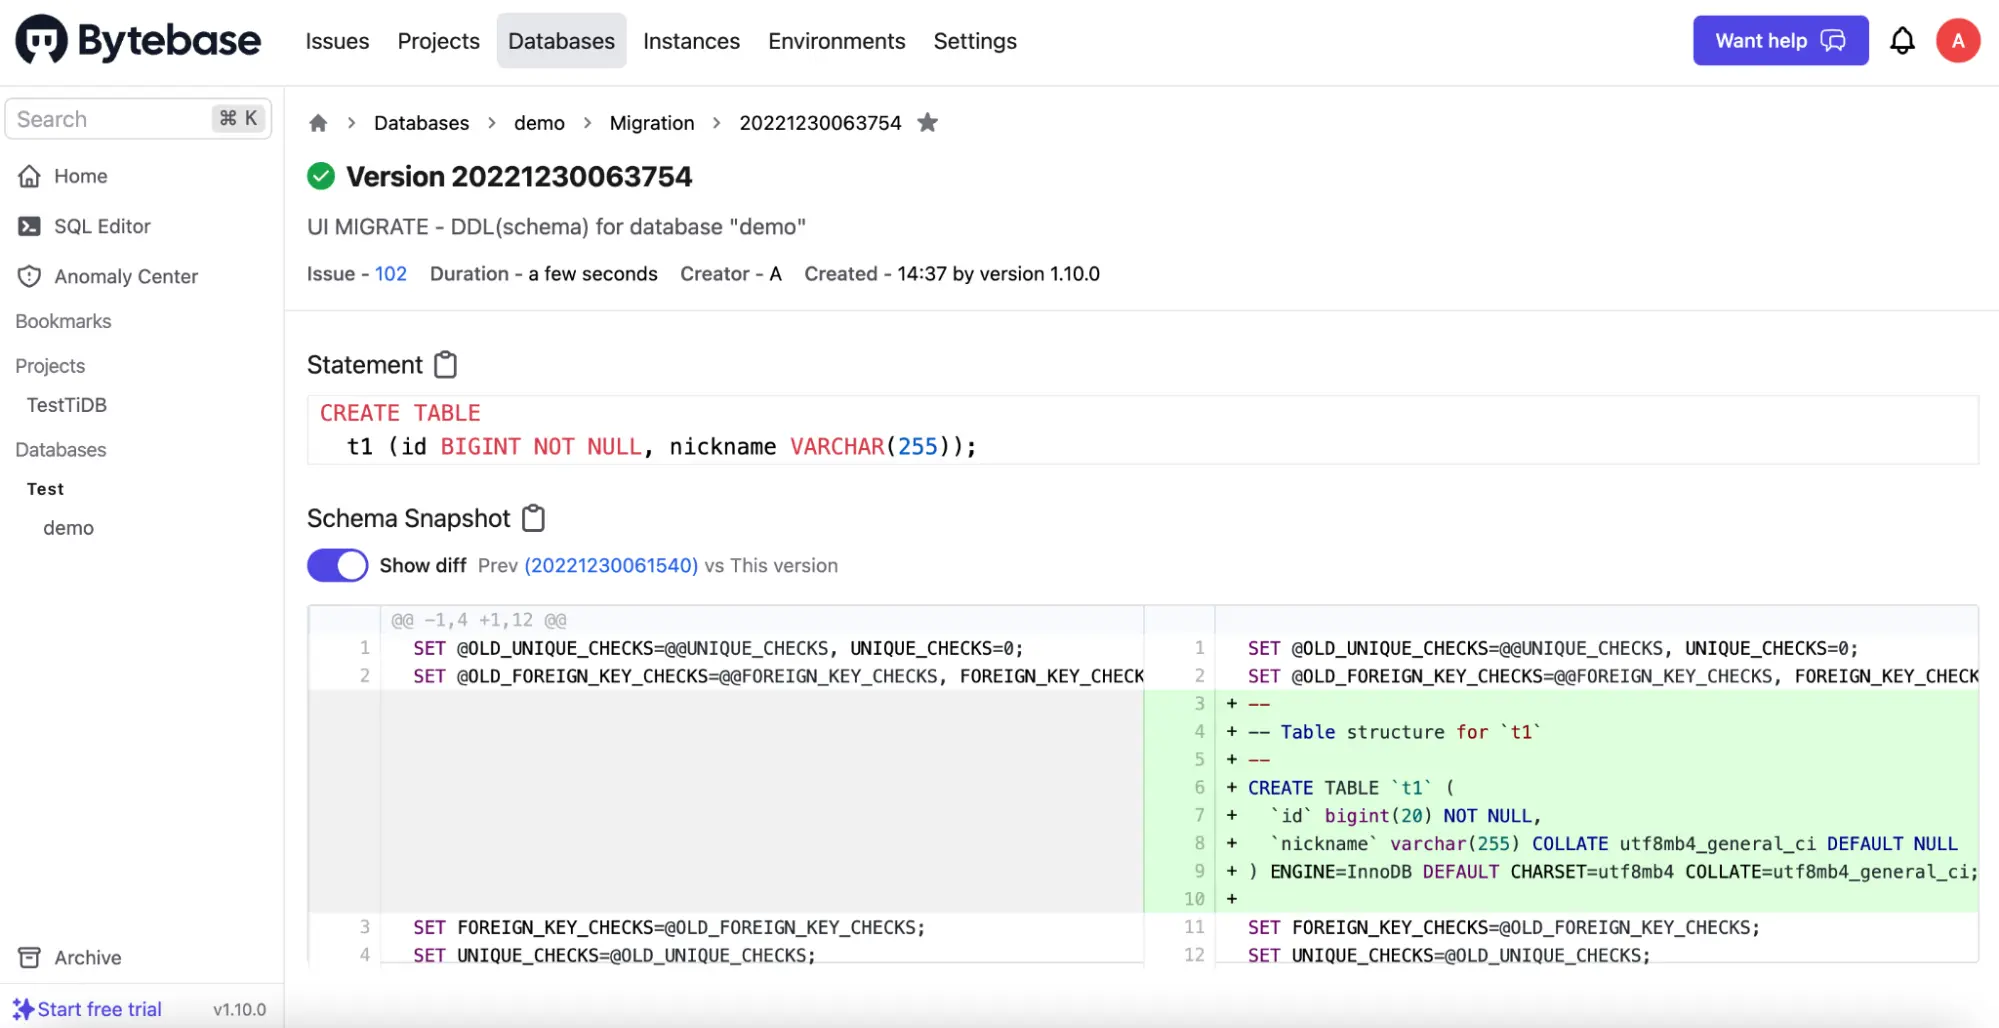 Bytebase Issues Projects Databases Instances Environments Settings Want help A
Search ⌘ K
Home
SQL Editor
Anomaly Center
Bookmarks
Projects
TestTiDB
Databases
Test
demo
Archive
Start free trial v1.10.0
Databases > demo > Migration > 20221230063754
Version 20221230063754
UI MIGRATE - DDL(schema) for database "demo"
Issue - 102 Duration - a few seconds Creator - A Created - 14:37 by version 1.10.0
Statement
CREATE TABLE
t1 (id BIGINT NOT NULL, nickname VARCHAR(255));
Schema Snapshot
Show diff Prev (20221230061540) vs This version
@@ -1,4 +1,12 @@
1 SET @OLD_UNIQUE_CHECKS=@@UNIQUE_CHECKS, UNIQUE_CHECKS=0;
2 SET @OLD_FOREIGN_KEY_CHECKS=@@FOREIGN_KEY_CHECKS, FOREIGN_KEY_CHECK
3 SET FOREIGN_KEY_CHECKS=@OLD_FOREIGN_KEY_CHECKS;
4 SET UNIQUE_CHECKS=@OLD_UNIQUE_CHECKS;
1 SET @OLD_UNIQUE_CHECKS=@@UNIQUE_CHECKS, UNIQUE_CHECKS=0;
2 SET @OLD_FOREIGN_KEY_CHECKS=@@FOREIGN_KEY_CHECKS, FOREIGN_KEY_CHECK
3 + --
4 + -- Table structure for `t1`
5 + --
6 + CREATE TABLE `t1` (
7 + `id` bigint(20) NOT NULL,
8 + `nickname` varchar(255) COLLATE utf8mb4_general_ci DEFAULT NULL
9 + ) ENGINE=InnoDB DEFAULT CHARSET=utf8mb4 COLLATE=utf8mb4_general_ci;
10 +
11 SET FOREIGN_KEY_CHECKS=@OLD_FOREIGN_KEY_CHECKS;
12 SET UNIQUE_CHECKS=@OLD_UNIQUE_CHECKS;